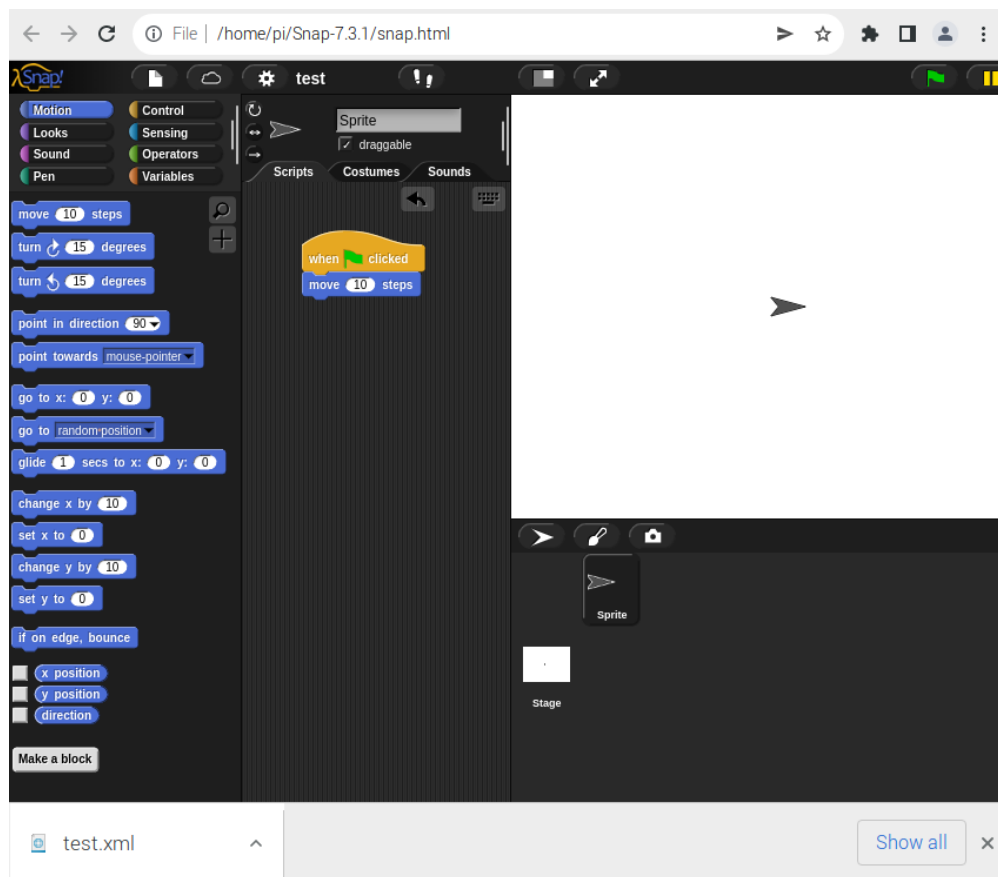 File | /home/pi/Snap-7.3.1/snap.html
λSnap!
test
Motion
Control
Looks
Sensing
Sound
Operators
Pen
Variables
move 10 steps
turn 15 degrees
turn 15 degrees
point in direction 90
point towards mouse-pointer
go to x: 0 y: 0
go to random position
glide 1 secs to x: 0 y: 0
change x by 10
set x to 0
change y by 10
set y to 0
if on edge, bounce
x position
y position
direction
Make a block
Sprite
draggable
Scripts
Costumes
Sounds
when clicked
move 10 steps
Sprite
Stage
test.xml
Show all